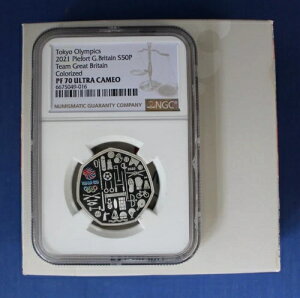 Tokyo Olympics
2021 Piefort G.Britain S50P
Team Great Britain
Colorized
PF 70 ULTRA CAMEO
6675049-016
NUMISMATIC GUARANTY COMPANY
NGC